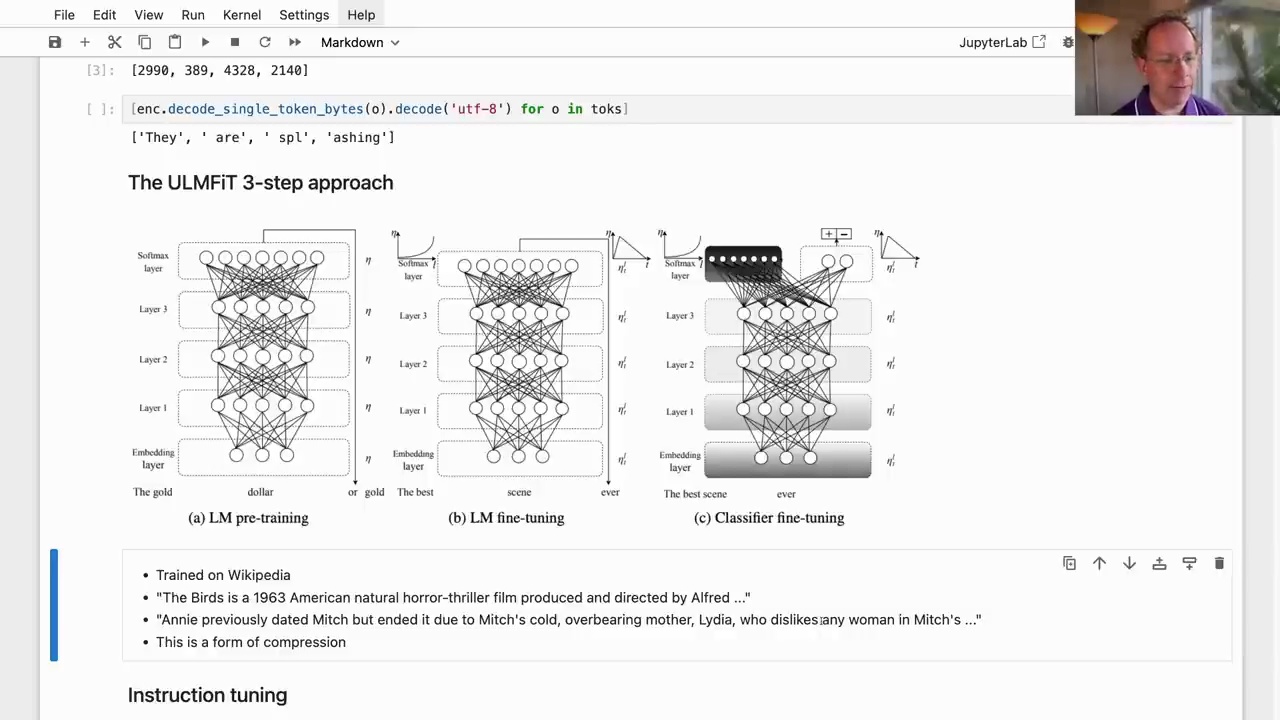 File Edit View Run Kernel Settings Help
Markdown JupyterLab
[3]: [2990, 389, 4328, 2140]
[ ]: [enc.decode_single_token_bytes(o).decode('utf-8') for o in toks]
['They', ' are', ' spl', 'ashing']
The ULMFiT 3-step approach
Softmax layer η
Layer 3 η
Layer 2 η
Layer 1 η
Embedding layer η
The gold dollar or gold
(a) LM pre-training
η t η t
Softmax layer
Layer 3
Layer 2
Layer 1
Embedding layer
The best scene ever
(b) LM fine-tuning
η t + − η t
Softmax layer
Layer 3
Layer 2
Layer 1
Embedding layer
The best scene ever
(c) Classifier fine-tuning
• Trained on Wikipedia
• "The Birds is a 1963 American natural horror-thriller film produced and directed by Alfred ..."
• "Annie previously dated Mitch but ended it due to Mitch's cold, overbearing mother, Lydia, who dislikes any woman in Mitch's ..."
• This is a form of compression
Instruction tuning